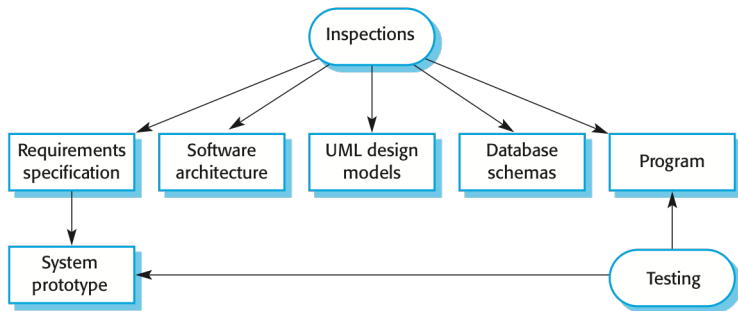 Inspections
Requirements
specification
Software
architecture
UML design
models
Database
schemas
Program
System
prototype
Testing